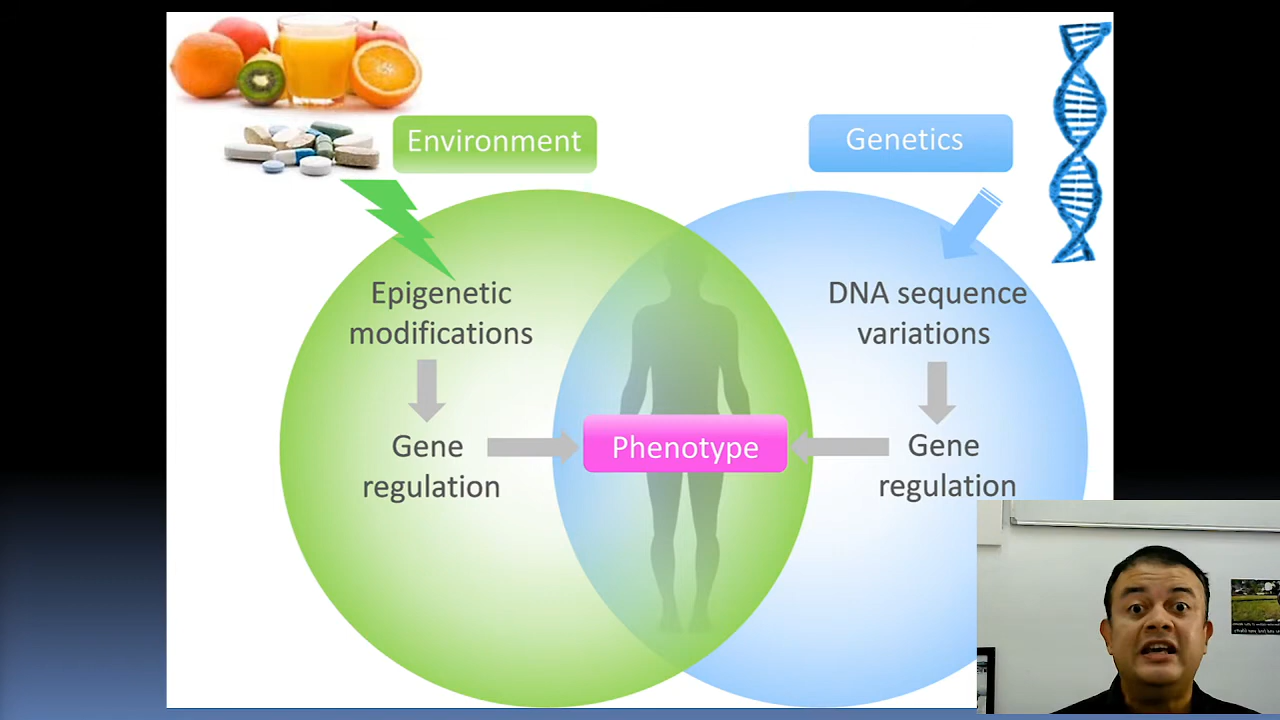 Environment
Genetics
Epigenetic
modifications
DNA sequence
variations
Gene
regulation
Phenotype
Gene
regulation